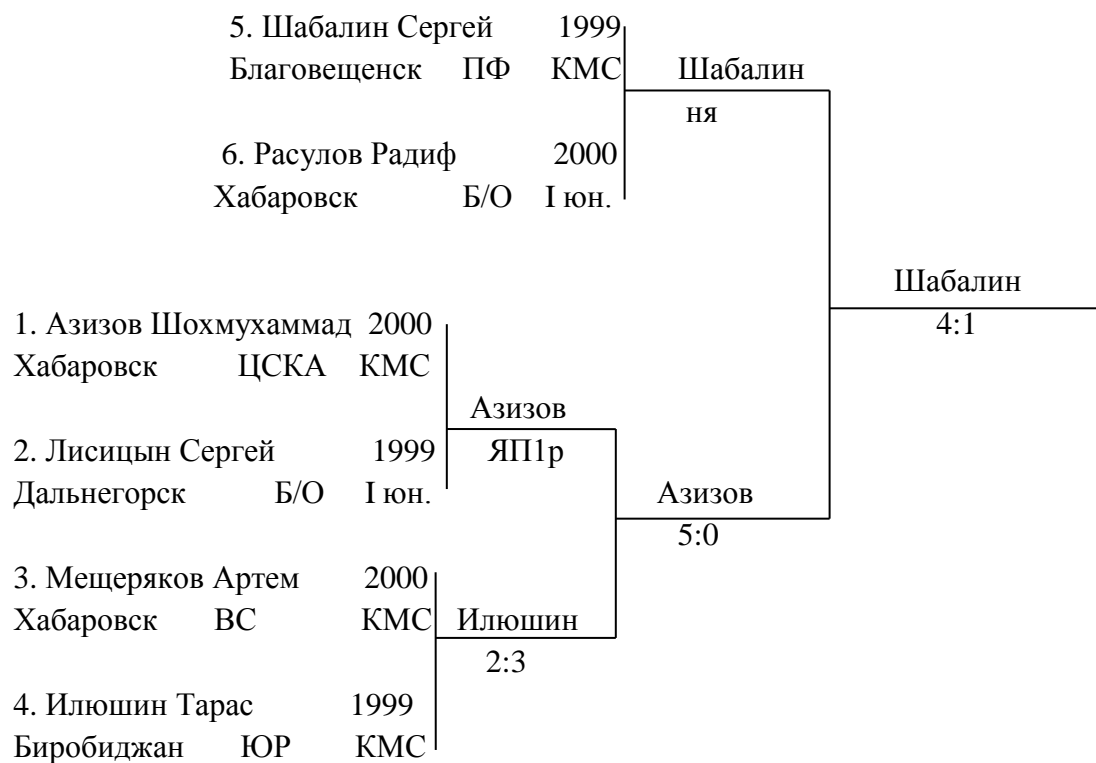 5. Шабалин Сергей 1999
Благовещенск ПФ КМС
Шабалин
ня
6. Расулов Радиф 2000
Хабаровск Б/О I юн.
Шабалин
4:1
1. Азизов Шохмухаммад 2000
Хабаровск ЦСКА КМС
Азизов
ЯП1р
2. Лисицын Сергей 1999
Дальнегорск Б/О I юн.
Азизов
5:0
3. Мещеряков Артем 2000
Хабаровск ВС КМС
Илюшин
2:3
4. Илюшин Тарас 1999
Биробиджан ЮР КМС